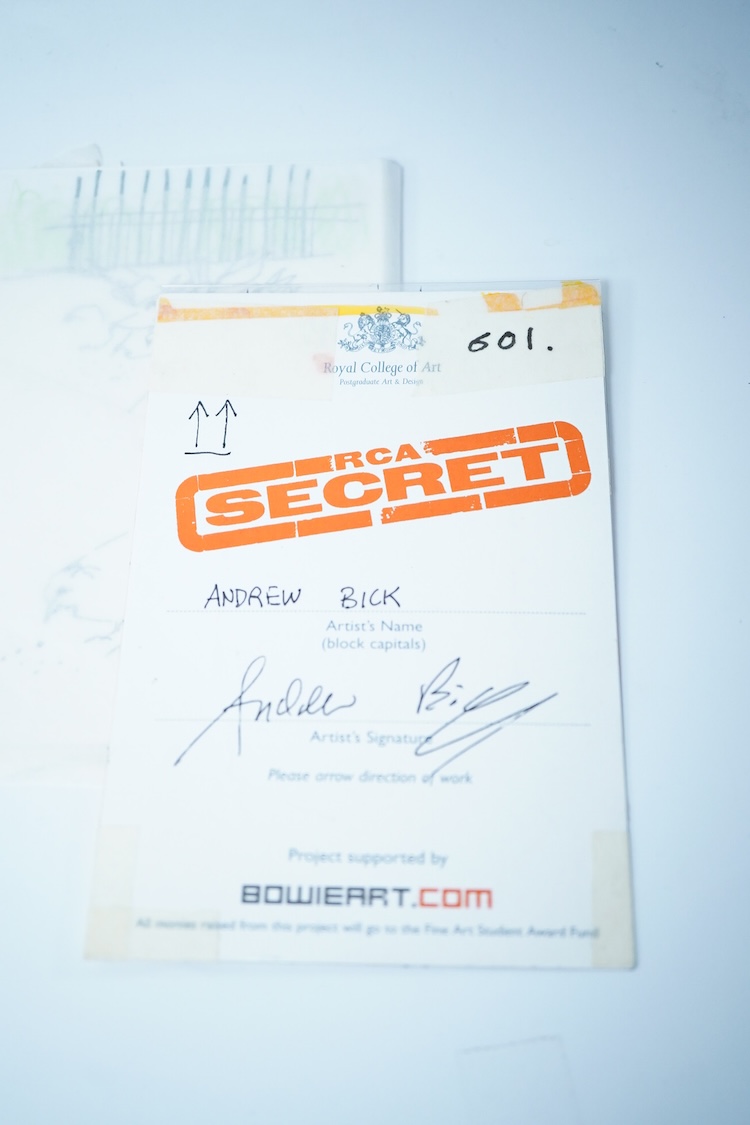 601.
Royal College of Art
Postgraduate Art & Design
RCA
SECRET
ANDREW BICK
Artist's Name
(block capitals)
Andrew Bick
Artist's Signature
Please arrow direction of work
Project supported by
BOWIEART.COM
All monies raised from this project will go to the Fine Art Student Award Fund